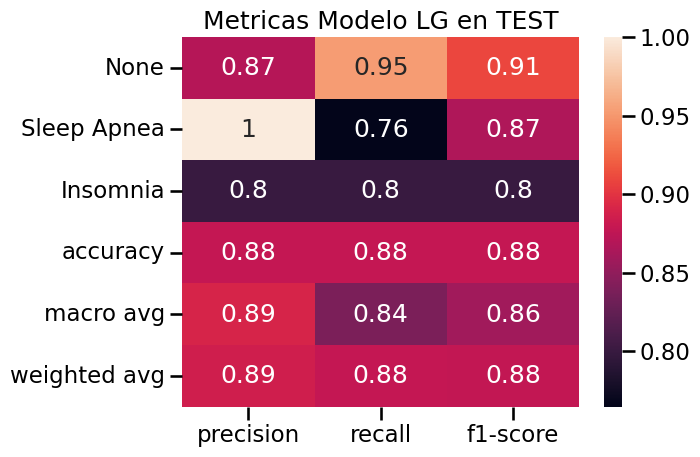 Metricas Modelo LG en TEST
None 0.87 0.95 0.91
Sleep Apnea 1 0.76 0.87
Insomnia 0.8 0.8 0.8
accuracy 0.88 0.88 0.88
macro avg 0.89 0.84 0.86
weighted avg 0.89 0.88 0.88
precision recall f1-score
1.00
0.95
0.90
0.85
0.80